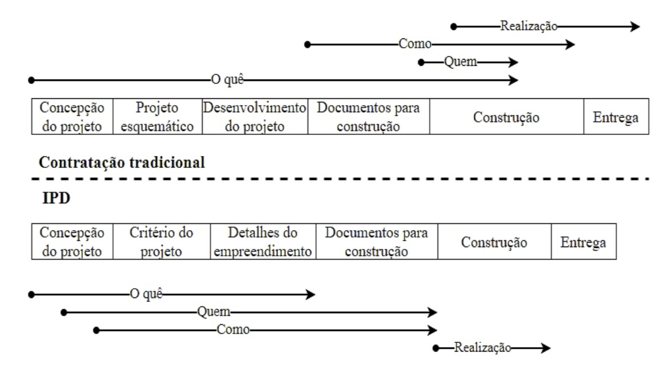 Realização
Como
Quem
O quê
Concepção
do projeto
Projeto
esquemático
Desenvolvimento
do projeto
Documentos para
construção
Construção
Entrega
Contratação tradicional
IPD
Concepção
do projeto
Critério do
projeto
Detalhes do
empreendimento
Documentos para
construção
Construção
Entrega
O quê
Quem
Como
Realização